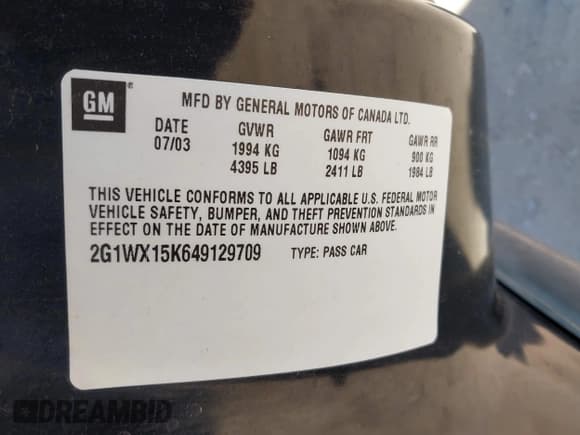 GM
MFD BY GENERAL MOTORS OF CANADA LTD.
DATE GVWR GAWR FRT GAWR RR
07/03 1994 KG 1094 KG 900 KG
4395 LB 2411 LB 1984 LB
THIS VEHICLE CONFORMS TO ALL APPLICABLE U.S. FEDERAL MOTOR
VEHICLE SAFETY, BUMPER, AND THEFT PREVENTION STANDARDS IN
EFFECT ON THE DATE OF MANUFACTURE SHOWN ABOVE.
2G1WX15K649129709 TYPE: PASS CAR
DREAMBID